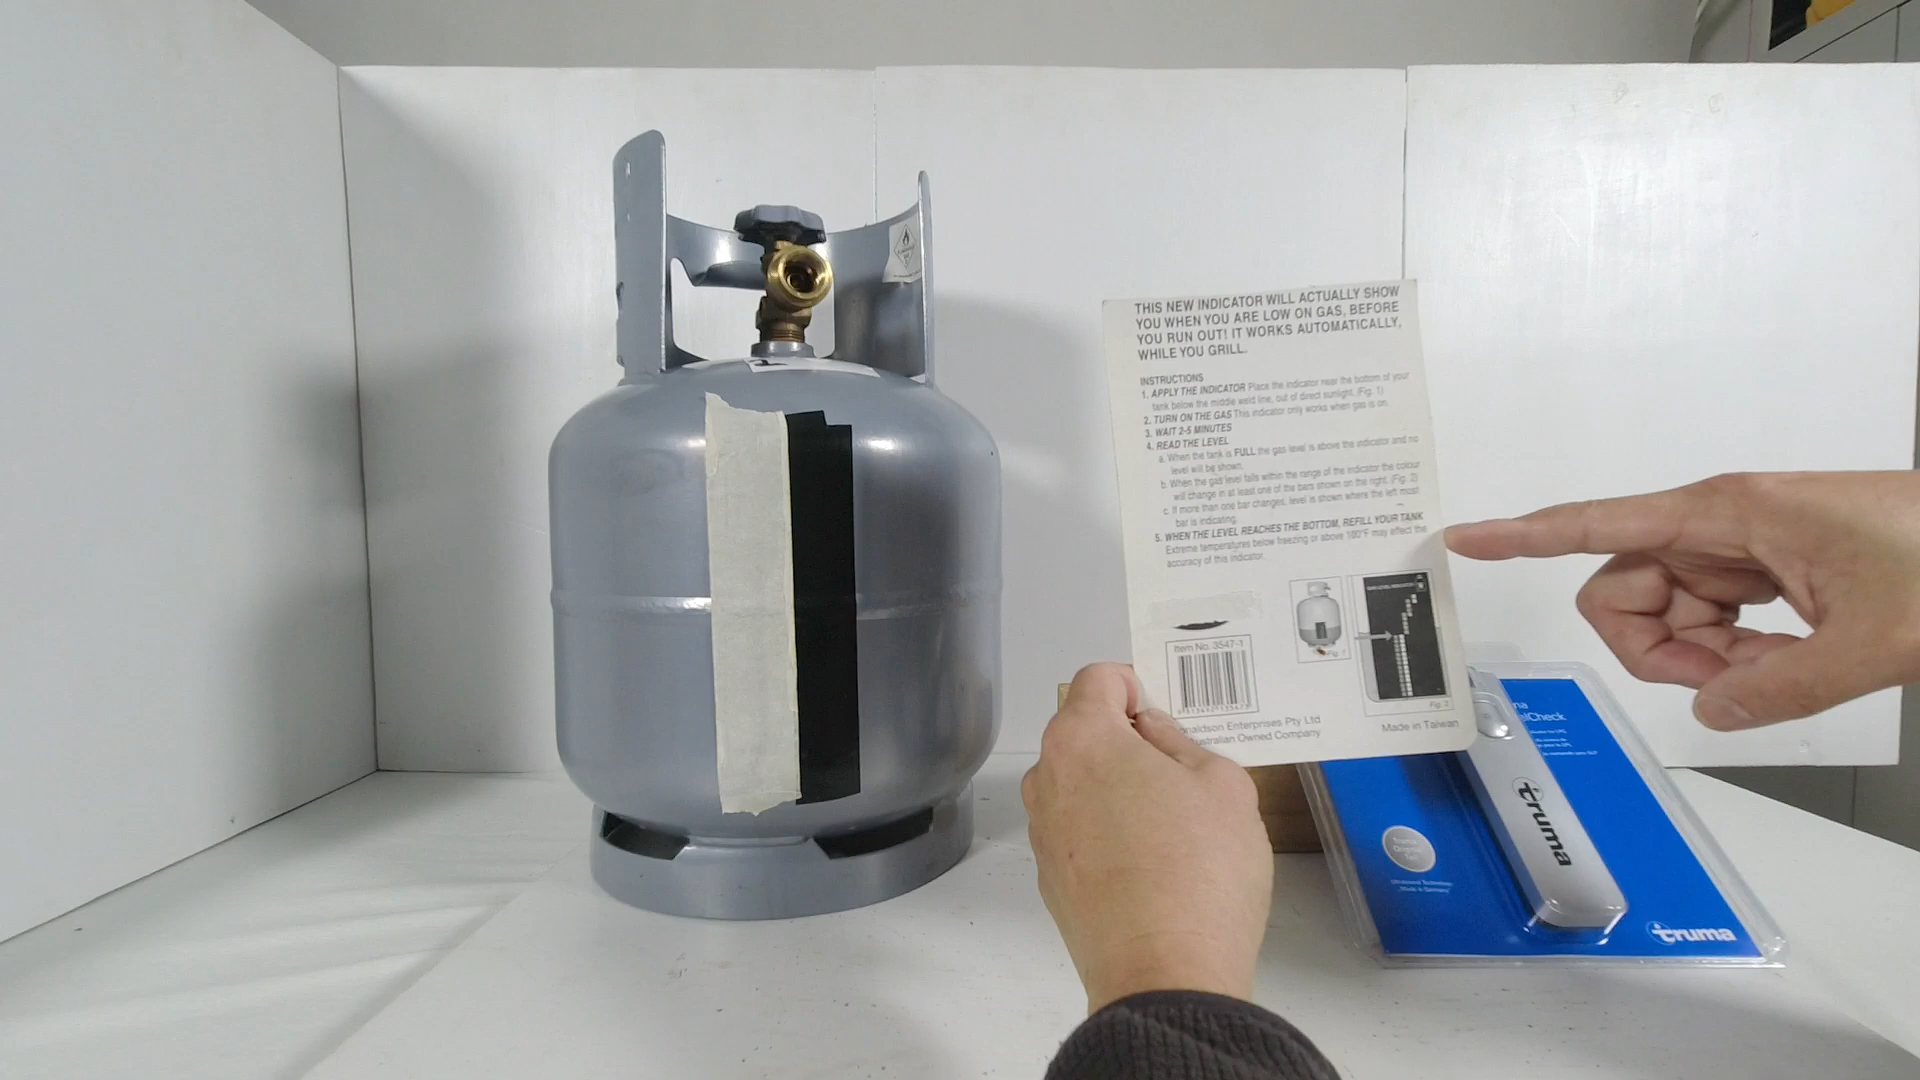 THIS NEW INDICATOR WILL ACTUALLY SHOW
YOU WHEN YOU ARE LOW ON GAS, BEFORE
YOU RUN OUT! IT WORKS AUTOMATICALLY,
WHILE YOU GRILL.
INSTRUCTIONS
1. APPLY THE INDICATOR Place the indicator near the bottom of your
tank below the middle weld line, out of direct sunlight. (Fig. 1)
2. TURN ON THE GAS This indicator only works when gas is on.
3. WAIT 2-5 MINUTES
4. READ THE LEVEL
a. When the tank is FULL the gas level is above the indicator and no
level will be shown.
b. When the gas level falls within the range of the indicator the colour
will change in at least one of the bars shown on the right. (Fig. 2)
c. If more than one bar changes, level is shown where the left most
bar is indicating.
5. WHEN THE LEVEL REACHES THE BOTTOM, REFILL YOUR TANK
Extreme temperatures below freezing or above 100°F may effect the
accuracy of this indicator.
Item No. 3547-1
Fig. 1
Fig. 2
Enterprises Pty Ltd
Australian Owned Company
Made in Taiwan
truma
truma